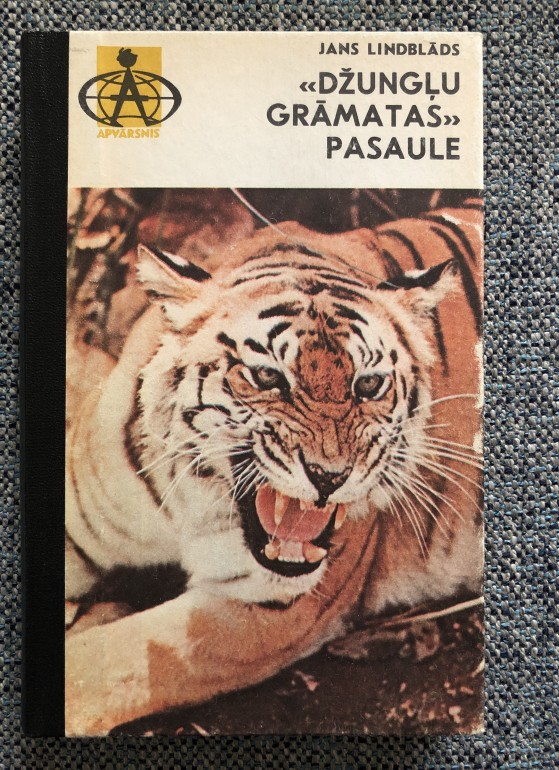 APVĀRSNIS
JANS LINDBLĀDS
«DŽUNGĻU
GRĀMATAS»
PASAULE